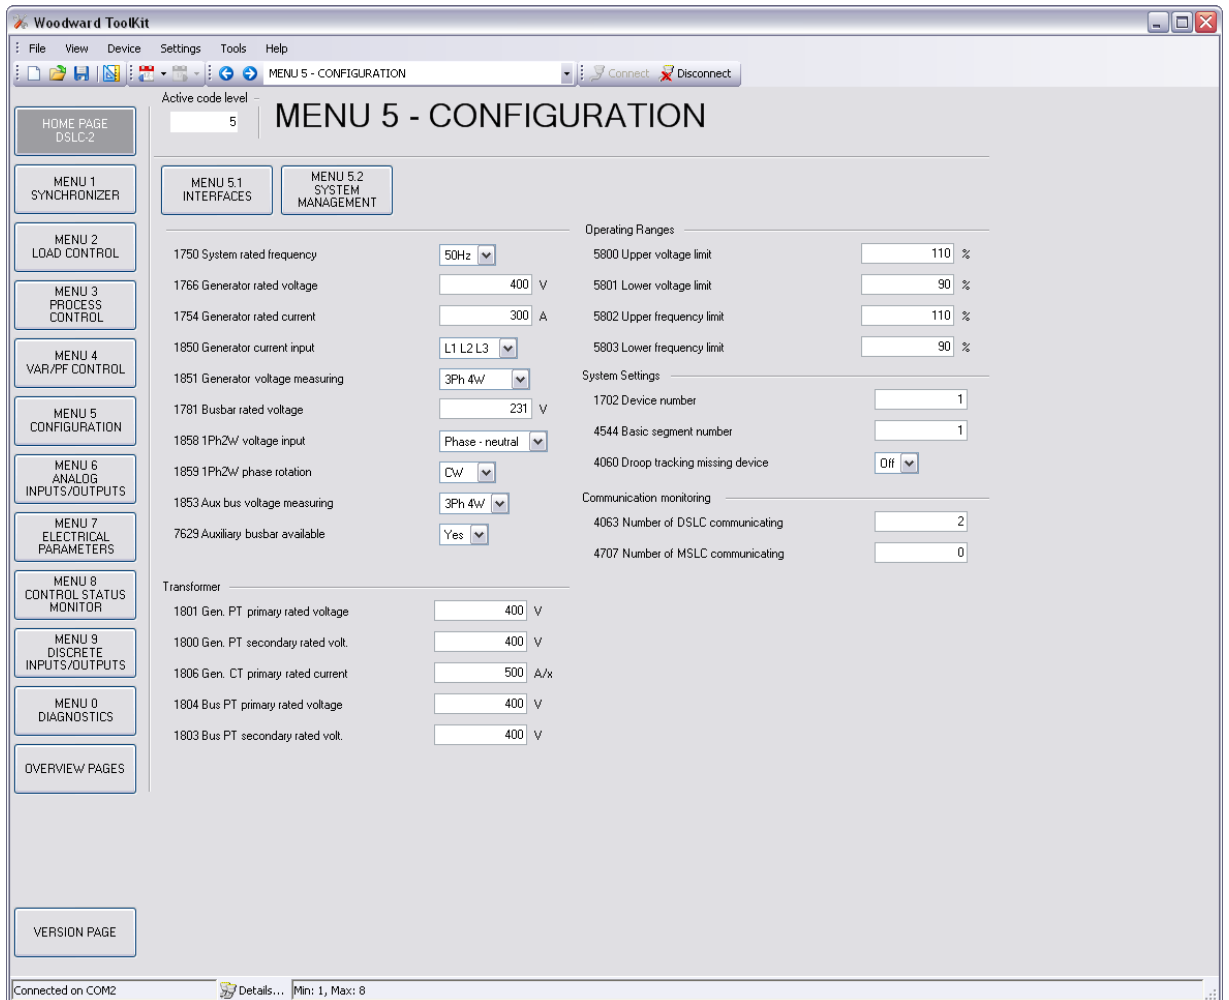 Woodward ToolKit
File View Device Settings Tools Help
MENU 5 - CONFIGURATION Connect Disconnect
Active code level
5
MENU 5 - CONFIGURATION
HOME PAGE
DSLC-2
MENU 1
SYNCHRONIZER
MENU 2
LOAD CONTROL
MENU 3
PROCESS
CONTROL
MENU 4
VAR/PF CONTROL
MENU 5
CONFIGURATION
MENU 6
ANALOG
INPUTS/OUTPUTS
MENU 7
ELECTRICAL
PARAMETERS
MENU 8
CONTROL STATUS
MONITOR
MENU 9
DISCRETE
INPUTS/OUTPUTS
MENU 0
DIAGNOSTICS
OVERVIEW PAGES
VERSION PAGE
MENU 5.1
INTERFACES
MENU 5.2
SYSTEM
MANAGEMENT
1750 System rated frequency 50Hz
1766 Generator rated voltage 400 V
1754 Generator rated current 300 A
1850 Generator current input L1 L2 L3
1851 Generator voltage measuring 3Ph 4W
1781 Busbar rated voltage 231 V
1858 1Ph2W voltage input Phase - neutral
1859 1Ph2W phase rotation CW
1853 Aux bus voltage measuring 3Ph 4W
7629 Auxiliary busbar available Yes
Transformer
1801 Gen. PT primary rated voltage 400 V
1800 Gen. PT secondary rated volt. 400 V
1806 Gen. CT primary rated current 500 A/x
1804 Bus PT primary rated voltage 400 V
1803 Bus PT secondary rated volt. 400 V
Operating Ranges
5800 Upper voltage limit 110 %
5801 Lower voltage limit 90 %
5802 Upper frequency limit 110 %
5803 Lower frequency limit 90 %
System Settings
1702 Device number 1
4544 Basic segment number 1
4060 Droop tracking missing device Off
Communication monitoring
4063 Number of DSLC communicating 2
4707 Number of MSLC communicating 0
Connected on COM2 Details... Min: 1, Max: 8